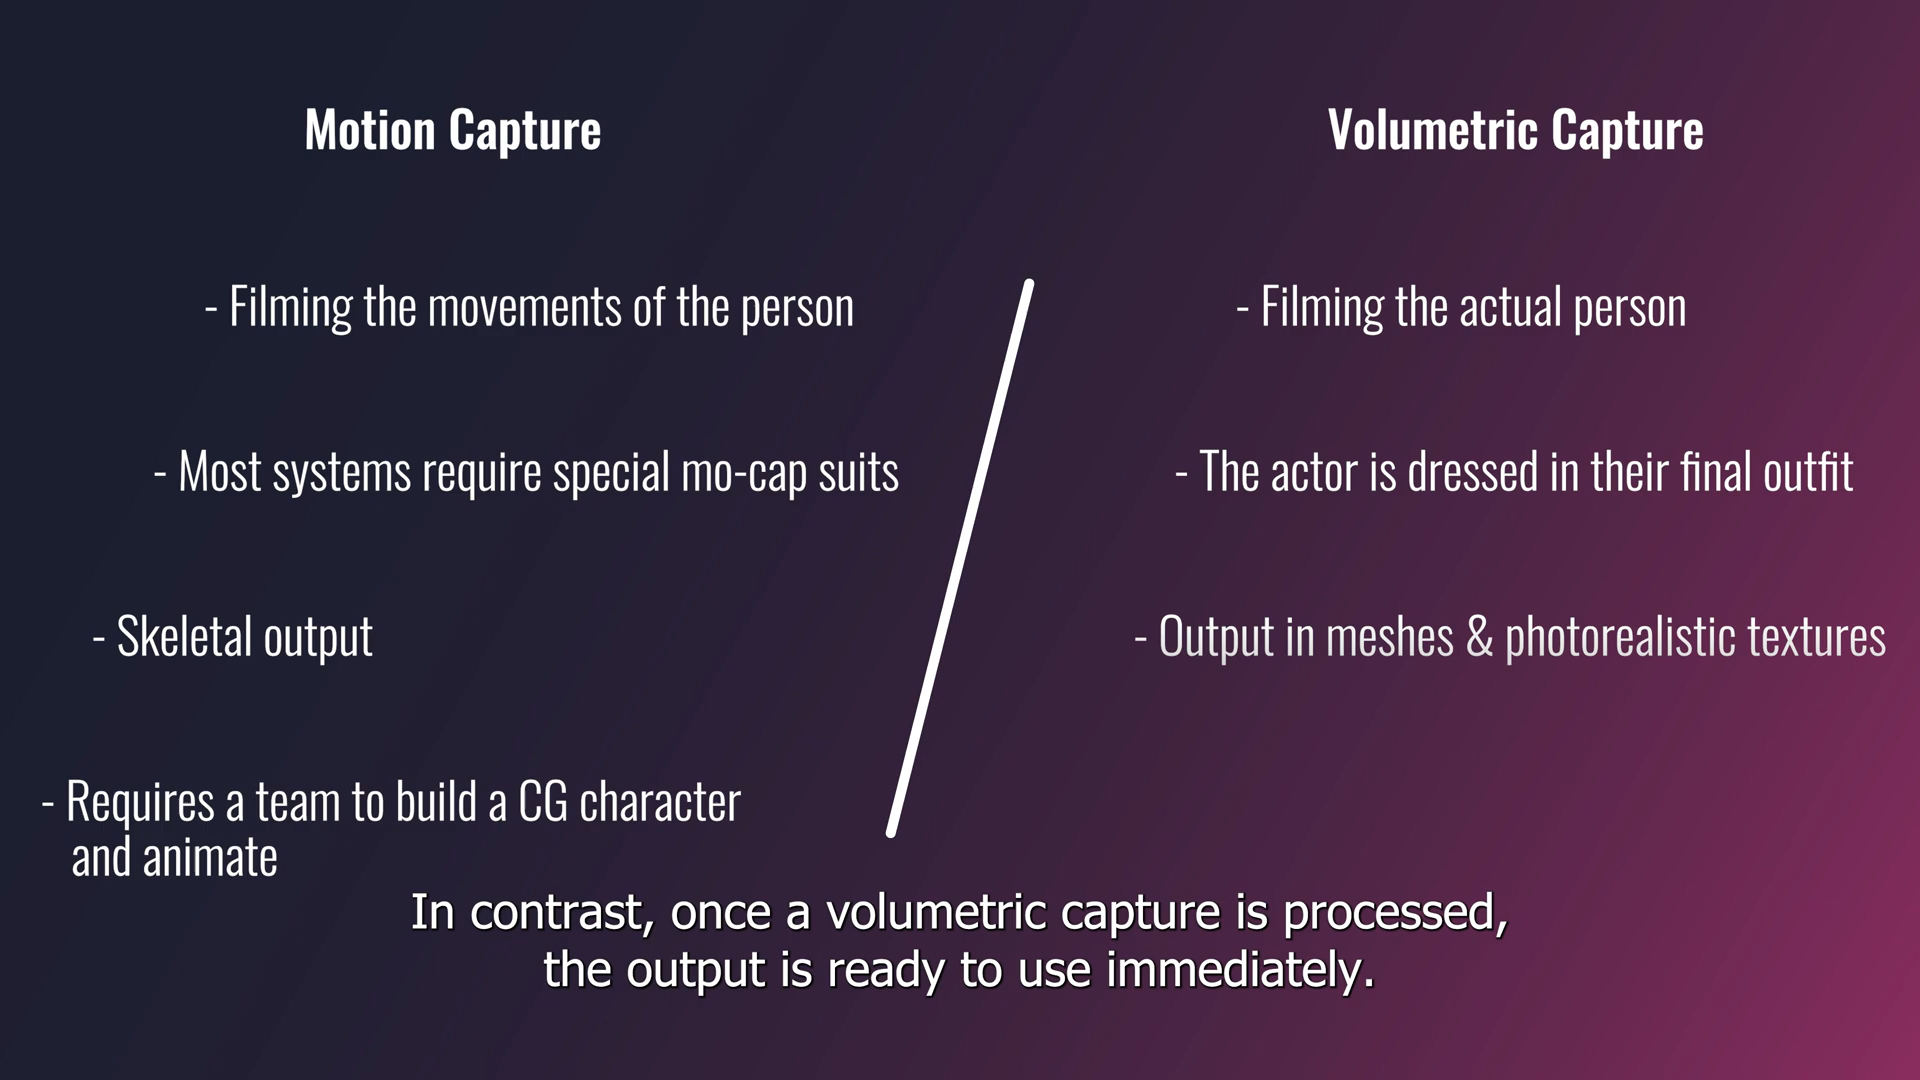 Motion Capture
- Filming the movements of the person
- Most systems require special mo-cap suits
- Skeletal output
- Requires a team to build a CG character
and animate
Volumetric Capture
- Filming the actual person
- The actor is dressed in their final outfit
- Output in meshes & photorealistic textures
In contrast, once a volumetric capture is processed,
the output is ready to use immediately.